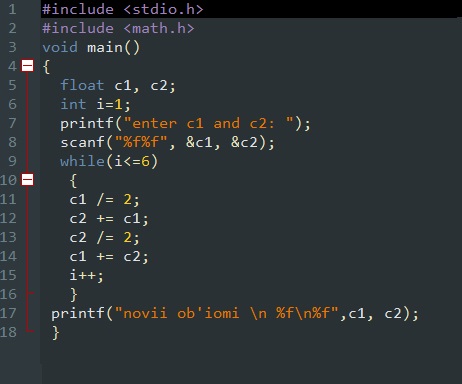 1 #include <stdio.h>
2 #include <math.h>
3 void main()
4 {
5 float c1, c2;
6 int i=1;
7 printf("enter c1 and c2: ");
8 scanf("%f%f", &c1, &c2);
9 while(i<=6)
10 {
11 c1 /= 2;
12 c2 += c1;
13 c2 /= 2;
14 c1 += c2;
15 i++;
16 }
17 printf("novii ob'iomi \n %f\n%f",c1, c2);
18 }